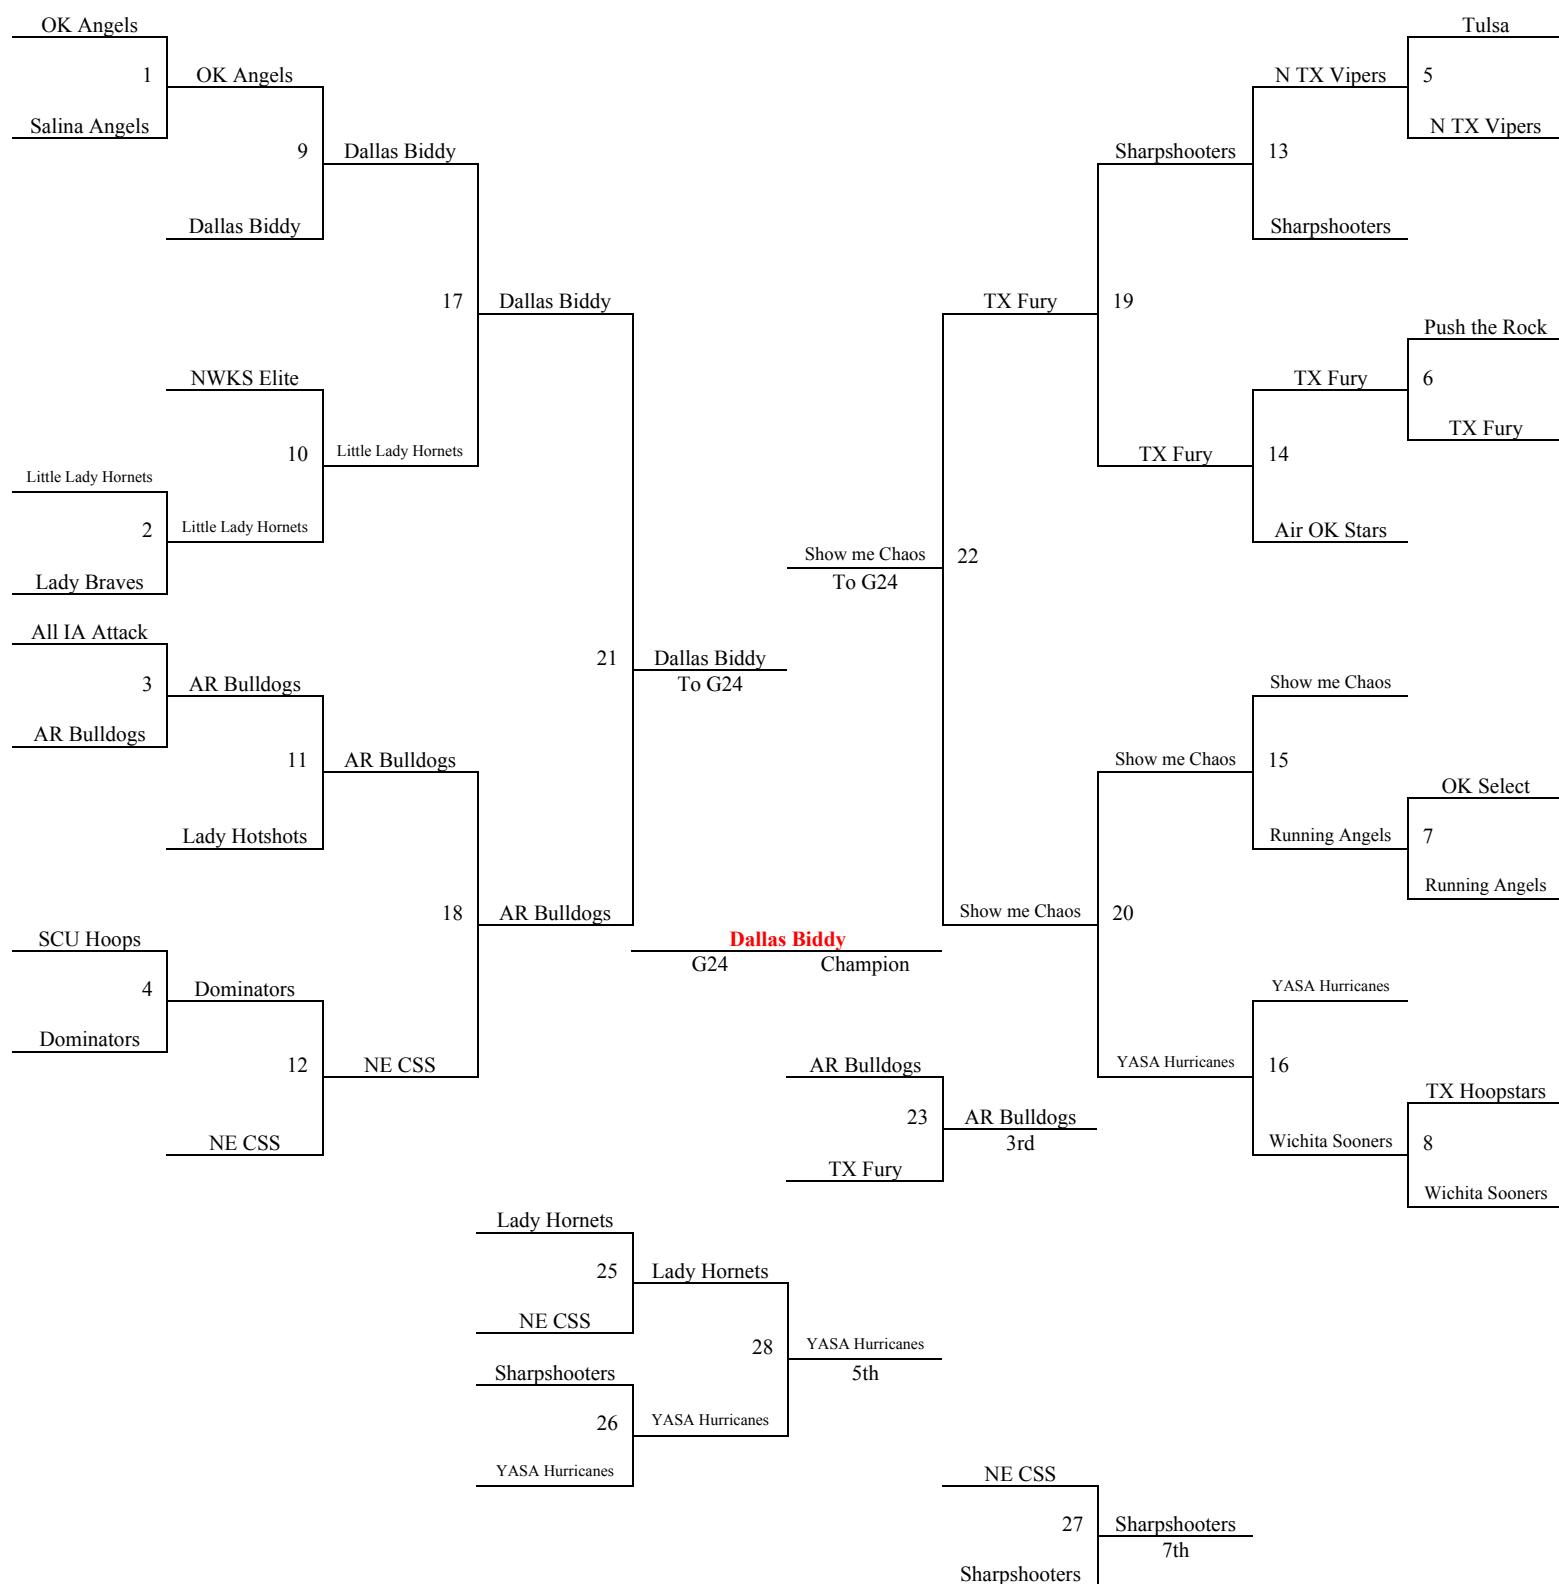 OK Angels
Tulsa
1
OK Angels
N TX Vipers
5
Salina Angels
N TX Vipers
9
Dallas Biddy
Sharpshooters
13
Dallas Biddy
Sharpshooters
17
Dallas Biddy
TX Fury
19
Push the Rock
NWKS Elite
TX Fury
6
TX Fury
10
Little Lady Hornets
TX Fury
14
Little Lady Hornets
2
Little Lady Hornets
Air OK Stars
Show me Chaos
22
Lady Braves
To G24
All IA Attack
21
Dallas Biddy
3
AR Bulldogs
To G24
Show me Chaos
AR Bulldogs
11
AR Bulldogs
Show me Chaos
15
OK Select
Lady Hotshots
Running Angels
7
Running Angels
18
AR Bulldogs
Show me Chaos
20
SCU Hoops
Dallas Biddy
G24
Champion
4
Dominators
YASA Hurricanes
Dominators
12
NE CSS
AR Bulldogs
YASA Hurricanes
16
TX Hoopstars
23
AR Bulldogs
NE CSS
3rd
Wichita Sooners
8
TX Fury
Wichita Sooners
Lady Hornets
25
Lady Hornets
NE CSS
28
YASA Hurricanes
Sharpshooters
5th
26
YASA Hurricanes
YASA Hurricanes
NE CSS
27
Sharpshooters
7th
Sharpshooters